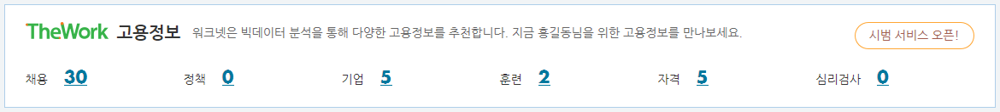 TheWork 고용정보 워크넷은 빅데이터 분석을 통해 다양한 고용정보를 추천합니다. 지금 홍길동님을 위한 고용정보를 만나보세요. 시범 서비스 오픈!
채용 30 정책 0 기업 5 훈련 2 자격 5 심리검사 0